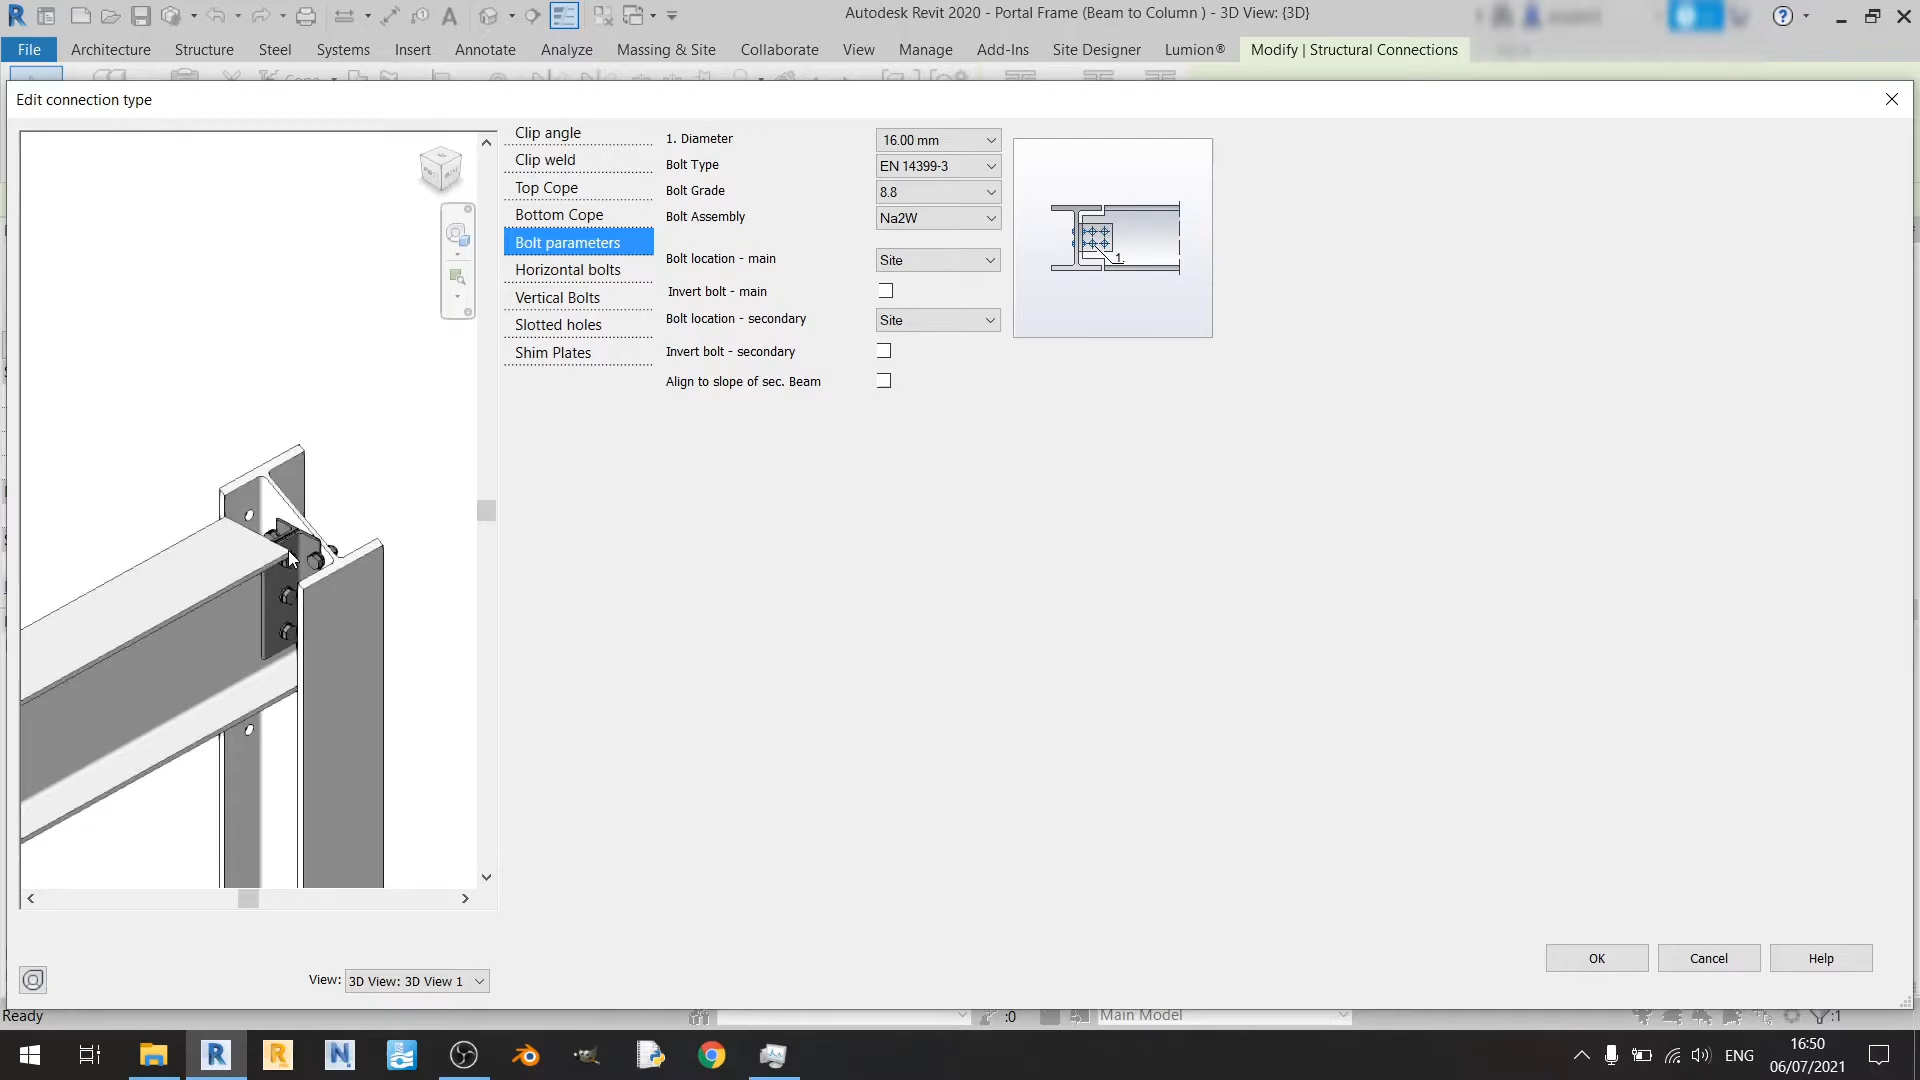 Autodesk Revit 2020 - Portal Frame (Beam to Column ) - 3D View: {3D}
File Architecture Structure Steel Systems Insert Annotate Analyze Massing & Site Collaborate View Manage Add-Ins Site Designer Lumion® Modify | Structural Connections
Edit connection type
Clip angle
Clip weld
Top Cope
Bottom Cope
Bolt parameters
Horizontal bolts
Vertical Bolts
Slotted holes
Shim Plates
1. Diameter 16.00 mm
Bolt Type EN 14399-3
Bolt Grade 8.8
Bolt Assembly Na2W
Bolt location - main Site
Invert bolt - main
Bolt location - secondary Site
Invert bolt - secondary
Align to slope of sec. Beam
1.
OK Cancel Help
View: 3D View: 3D View 1
Ready :0 Main Model :1
ENG 16:50
06/07/2021